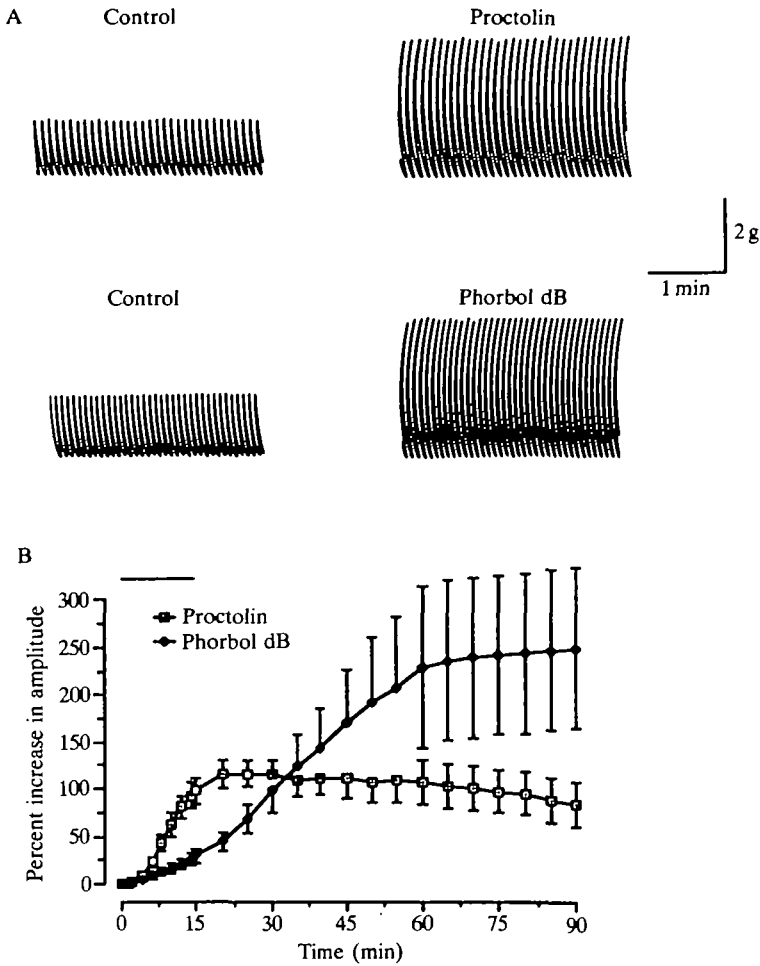 A
Control
Proctolin
2 g
1 min
Control
Phorbol dB
B
Percent increase in amplitude
300
250
200
150
100
50
0
Proctolin
Phorbol dB
0 15 30 45 60 75 90
Time (min)